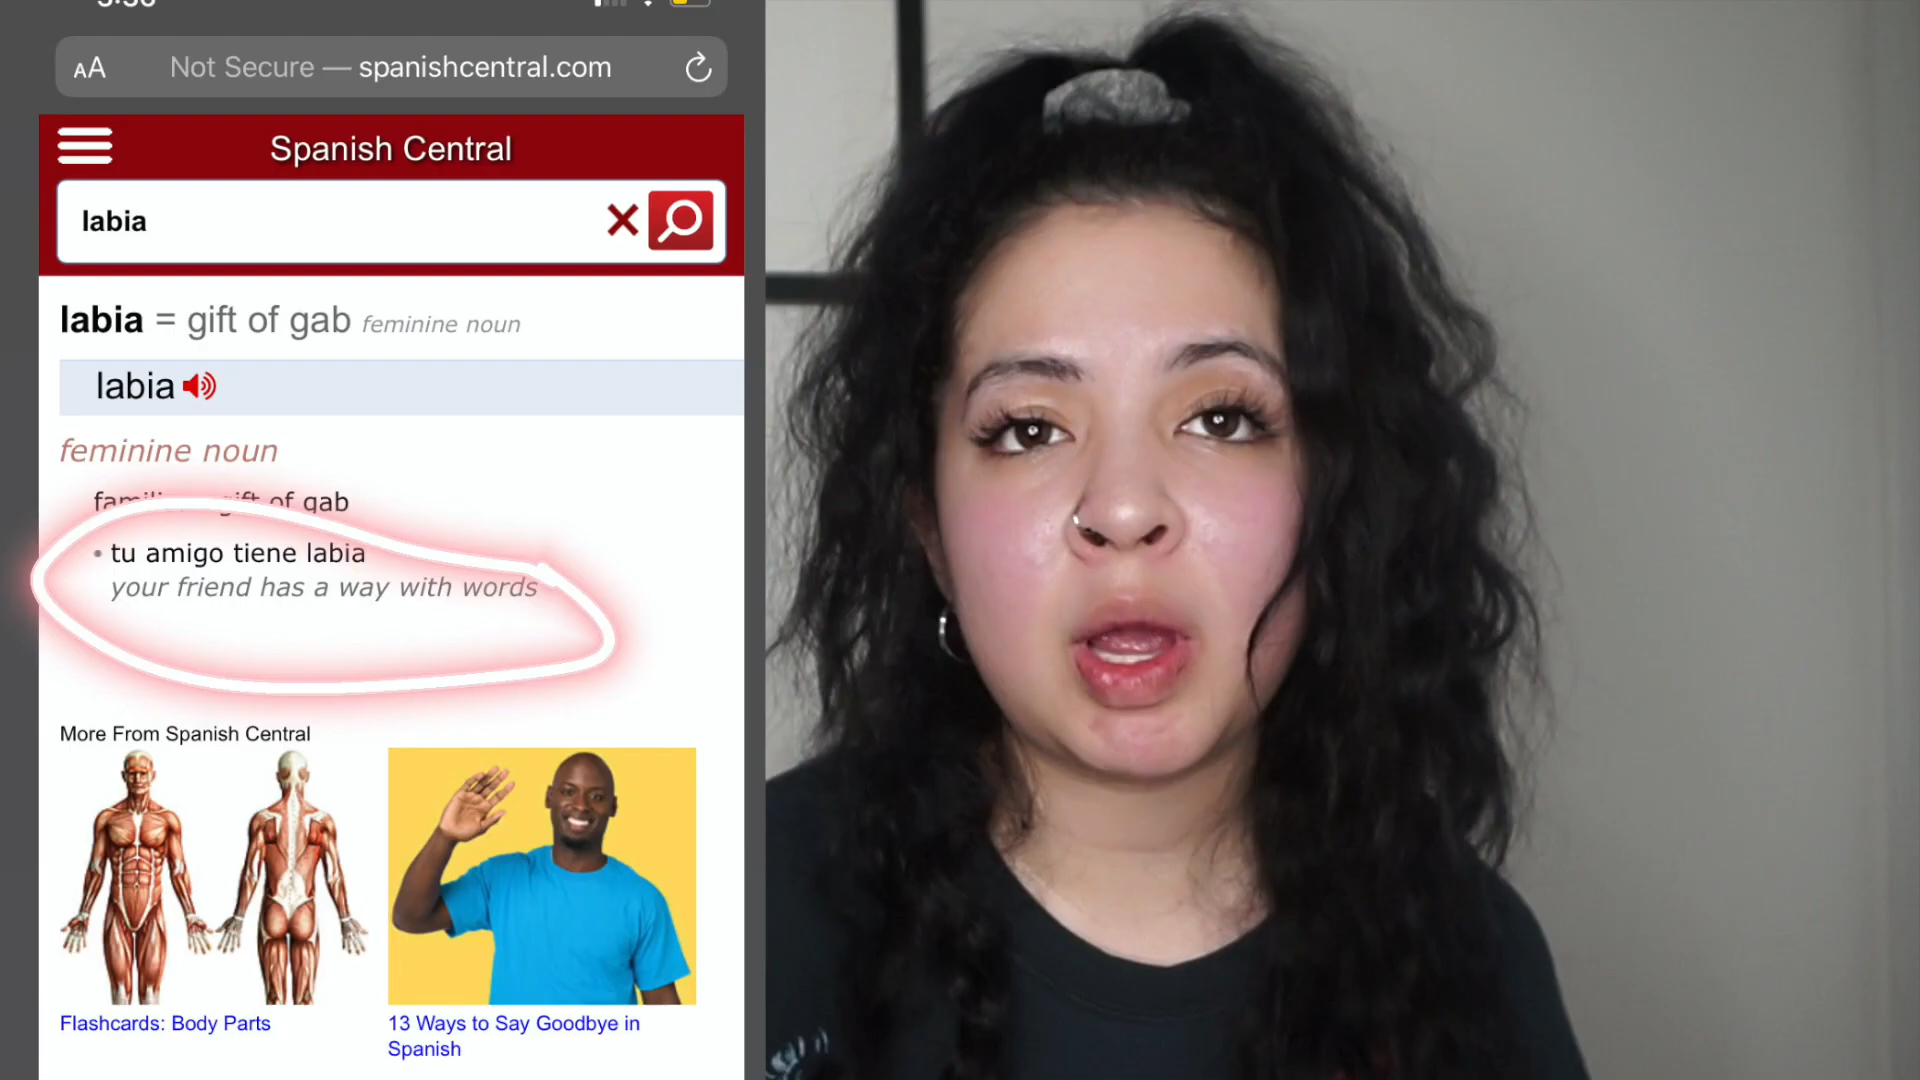 AA Not Secure — spanishcentral.com
Spanish Central
labia
labia = gift of gab feminine noun
labia
feminine noun
gift of gab
• tu amigo tiene labia
your friend has a way with words
More From Spanish Central
Flashcards: Body Parts
13 Ways to Say Goodbye in
Spanish